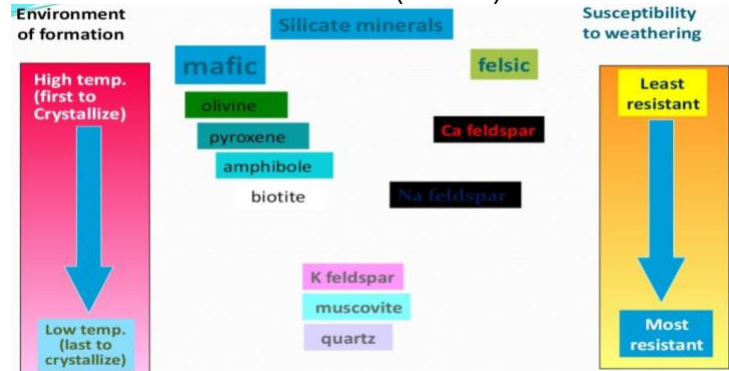 Environment
of formation
Silicate minerals
Susceptibility
to weathering
mafic
felsic
High temp.
(first to
Crystallize)
Least
resistant
olivine
pyroxene
Ca feldspar
amphibole
biotite
Na feldspar
K feldspar
muscovite
quartz
Low temp.
(last to
crystallize)
Most
resistant